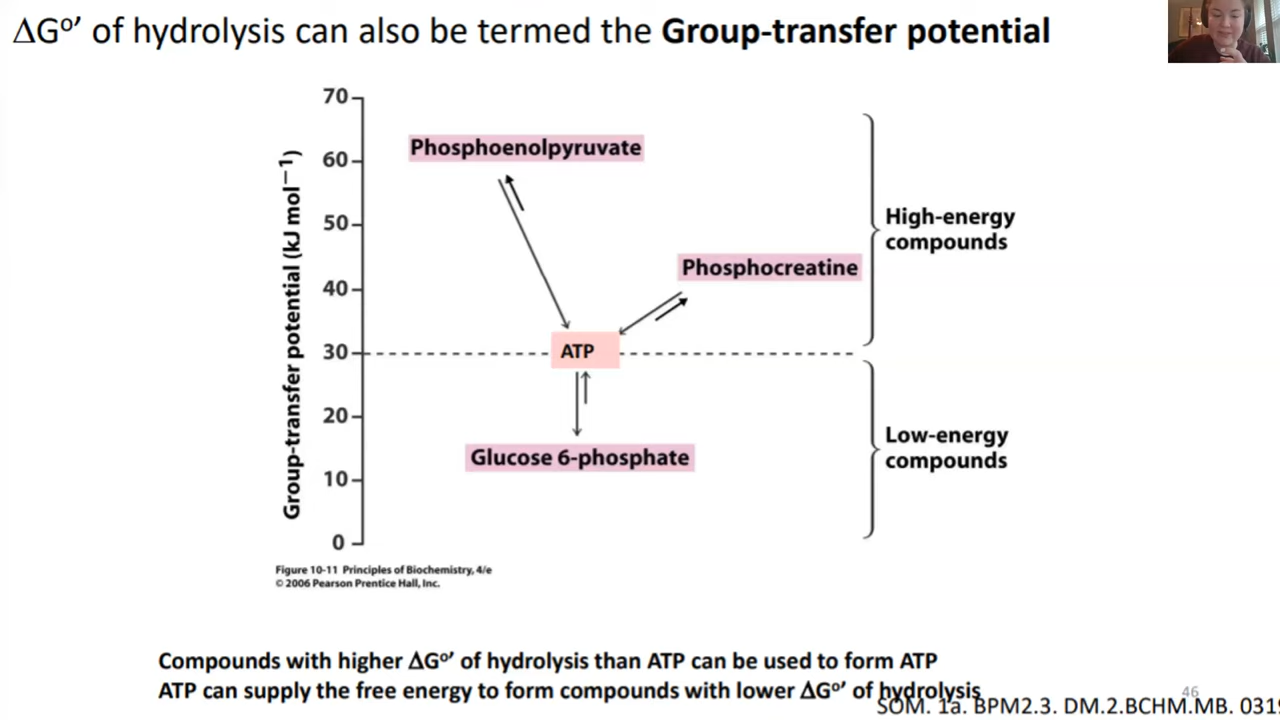 ΔGº′ of hydrolysis can also be termed the Group-transfer potential
70
Phosphoenolpyruvate
60
50
High-energy
compounds
Phosphocreatine
40
Group-transfer potential (kJ mol⁻¹)
30
ATP
20
Low-energy
compounds
Glucose 6-phosphate
10
0
Figure 10-11 Principles of Biochemistry, 4/e
© 2006 Pearson Prentice Hall, Inc.
Compounds with higher ΔGº′ of hydrolysis than ATP can be used to form ATP
ATP can supply the free energy to form compounds with lower ΔGº′ of hydrolysis
46
SOM. 1a. BPM2.3. DM.2.BCHM.MB. 0319